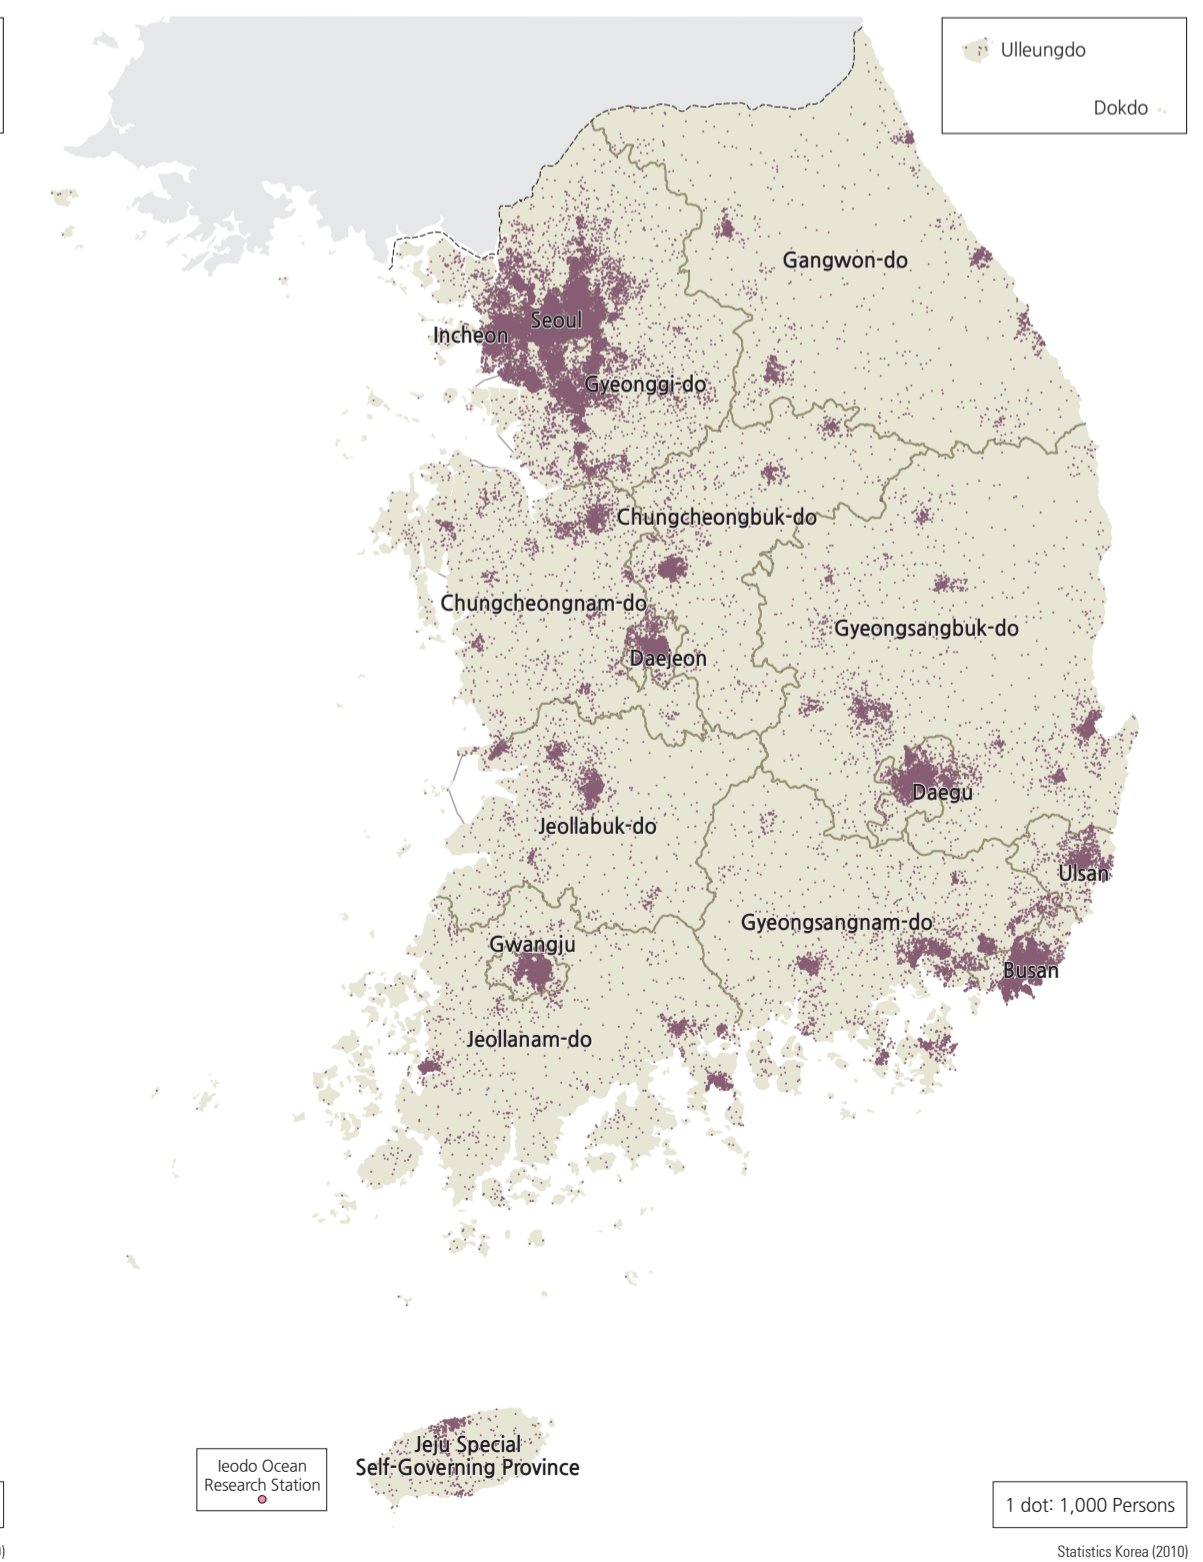 Ulleungdo
Dokdo
Gangwon-do
Seoul
Incheon
Gyeonggi-do
Chungcheongbuk-do
Chungcheongnam-do
Gyeongsangbuk-do
Daejeon
Daegu
Jeollabuk-do
Ulsan
Gyeongsangnam-do
Gwangju
Busan
Jeollanam-do
Jeju Special
Self-Governing Province
Ieodo Ocean
Research Station
1 dot: 1,000 Persons
Statistics Korea (2010)